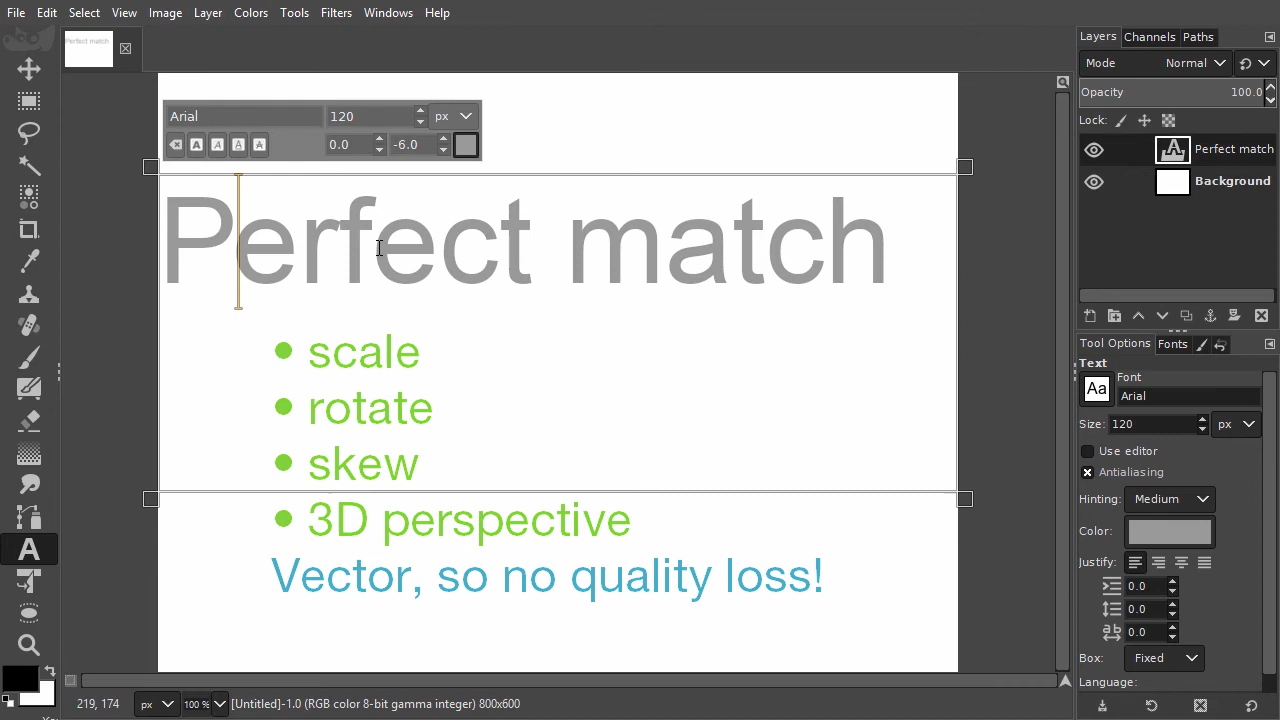 File Edit Select View Image Layer Colors Tools Filters Windows Help
Perfect match
Layers Channels Paths
Mode Normal
Opacity 100.0
Lock:
Perfect match
Background
Arial 120 px
0.0 -6.0
Perfect match
• scale
• rotate
• skew
• 3D perspective
Vector, so no quality loss!
Tool Options Fonts
Text
Aa Font
Arial
Size: 120 px
Use editor
Antialiasing
Hinting: Medium
Color:
Justify:
0.0
0.0
0.0
Box: Fixed
Language:
219, 174 px 100 % [Untitled]-1.0 (RGB color 8-bit gamma integer) 800x600